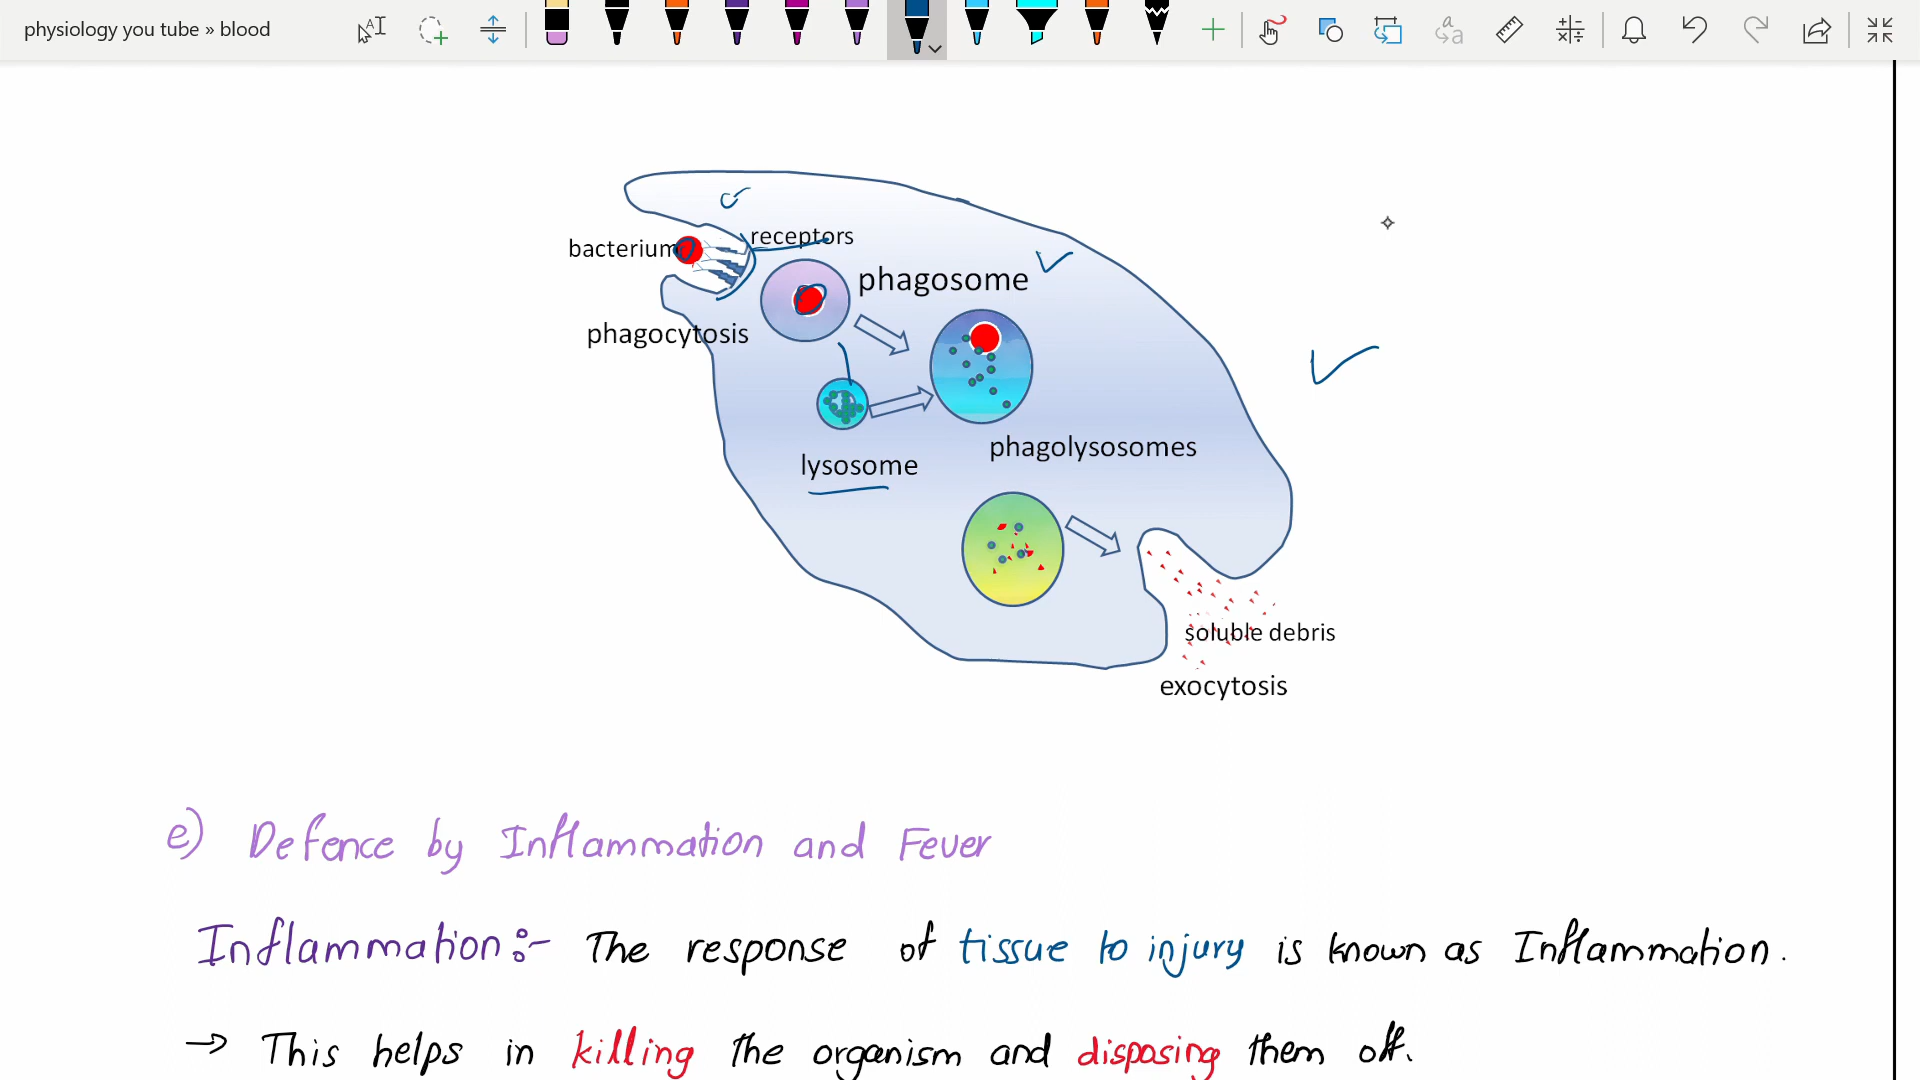 physiology you tube » blood
bacterium
receptors
phagosome
phagocytosis
phagolysosomes
lysosome
soluble debris
exocytosis
e) Defence by Inflammation and Fever
Inflammation:- The response of tissue to injury is known as Inflammation.
→ This helps in killing the organism and disposing them off.